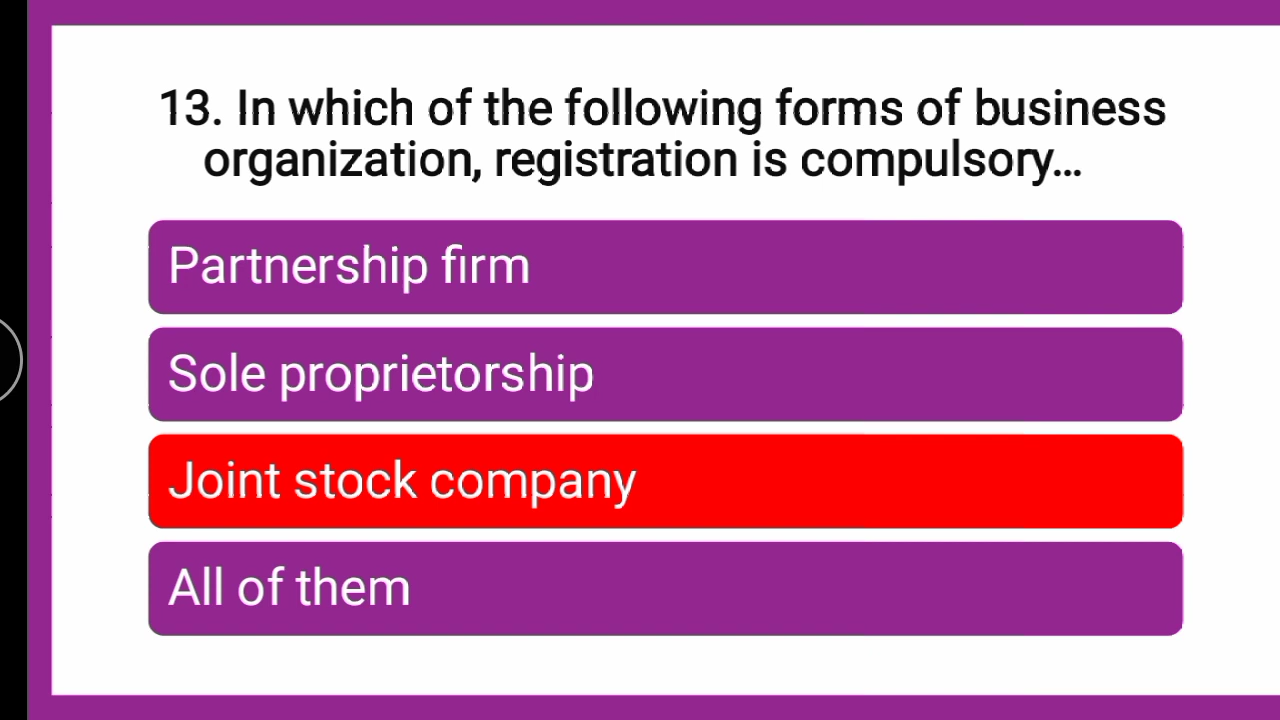 13. In which of the following forms of business
organization, registration is compulsory...
Partnership firm
Sole proprietorship
Joint stock company
All of them